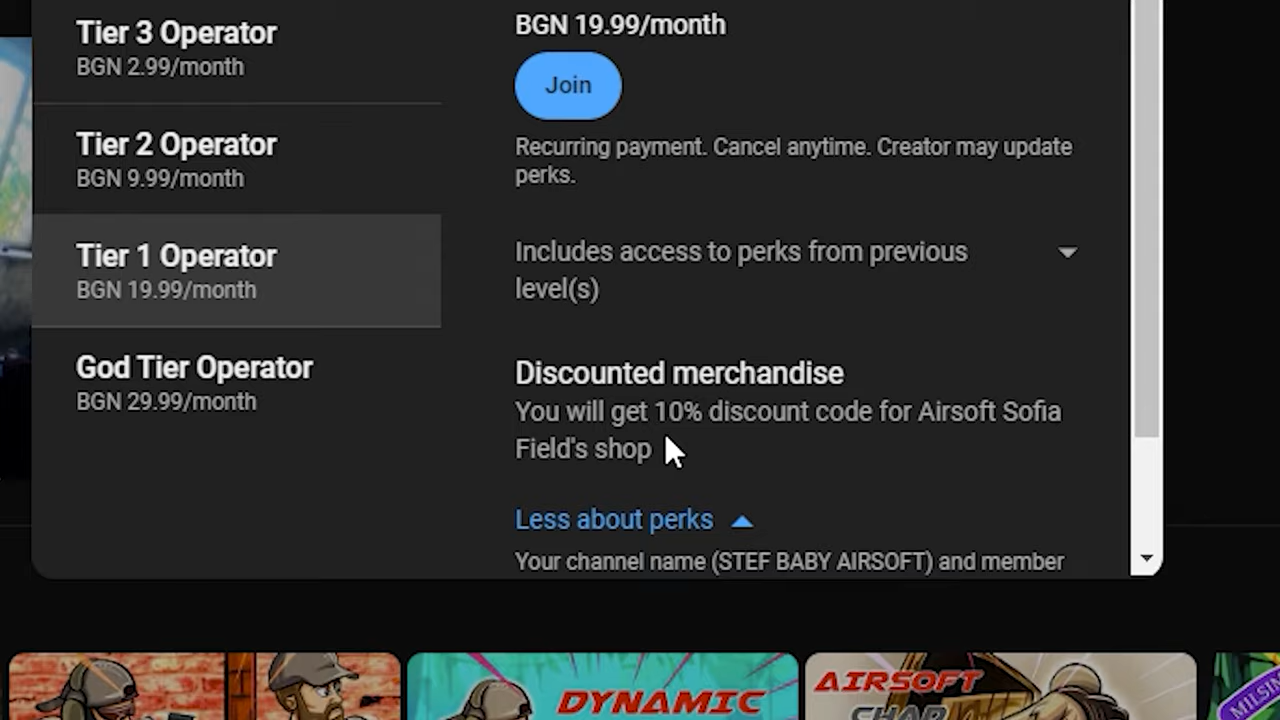 Tier 3 Operator
BGN 2.99/month
Tier 2 Operator
BGN 9.99/month
Tier 1 Operator
BGN 19.99/month
God Tier Operator
BGN 29.99/month
BGN 19.99/month
Join
Recurring payment. Cancel anytime. Creator may update
perks.
Includes access to perks from previous
level(s)
Discounted merchandise
You will get 10% discount code for Airsoft Sofia
Field's shop
Less about perks
Your channel name (STEF BABY AIRSOFT) and member
DYNAMIC
AIRSOFT
CHAD
MILSIM